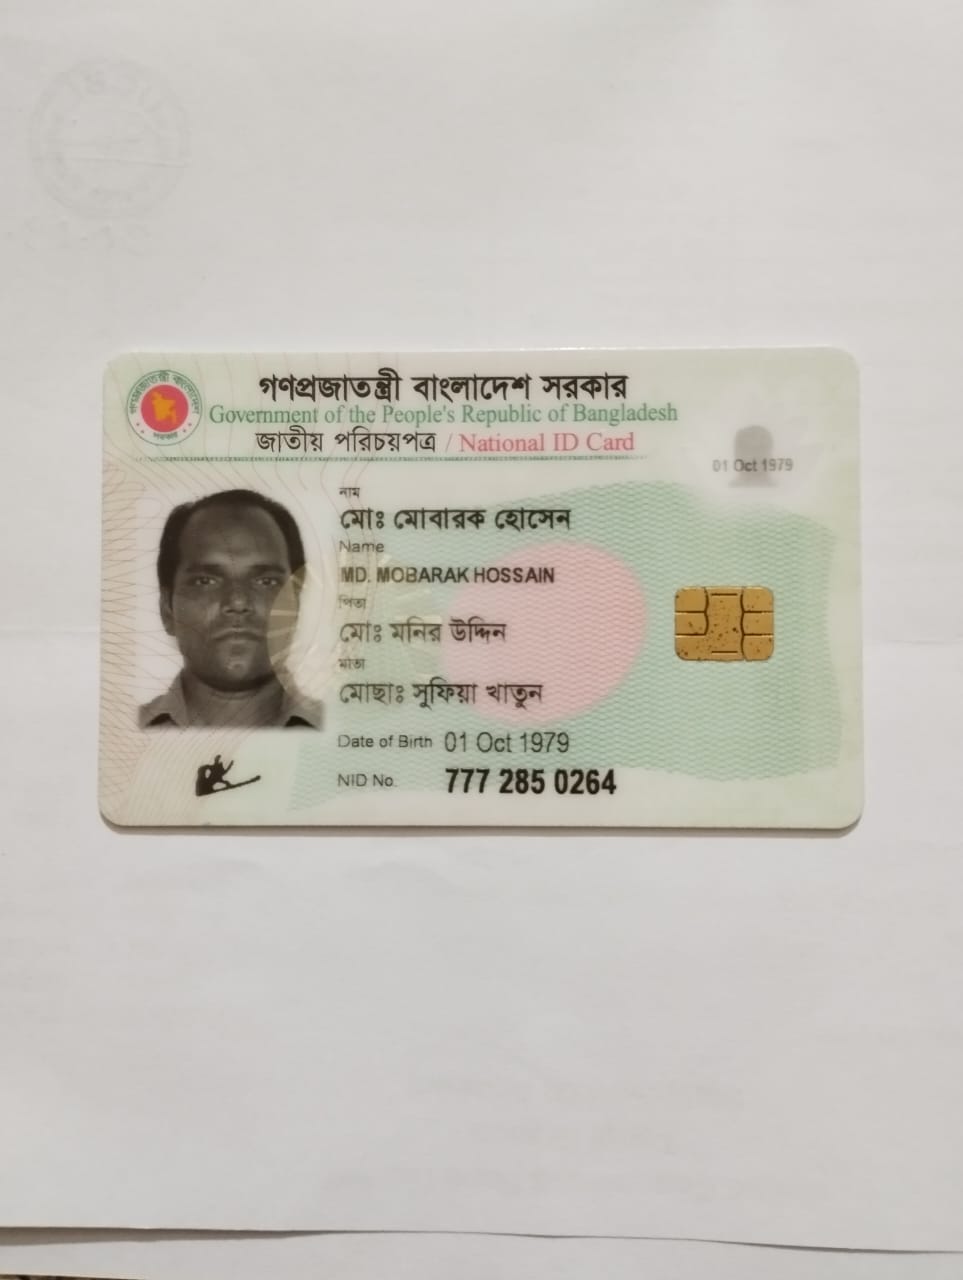 গণপ্রজাতন্ত্রী বাংলাদেশ সরকার
Government of the People's Republic of Bangladesh
জাতীয় পরিচয়পত্র / National ID Card
01 Oct 1979
নাম
মোঃ মোবারক হোসেন
Name
MD. MOBARAK HOSSAIN
পিতা
মোঃ মনির উদ্দিন
মাতা
মোছাঃ সুফিয়া খাতুন
Date of Birth 01 Oct 1979
NID No. 777 285 0264